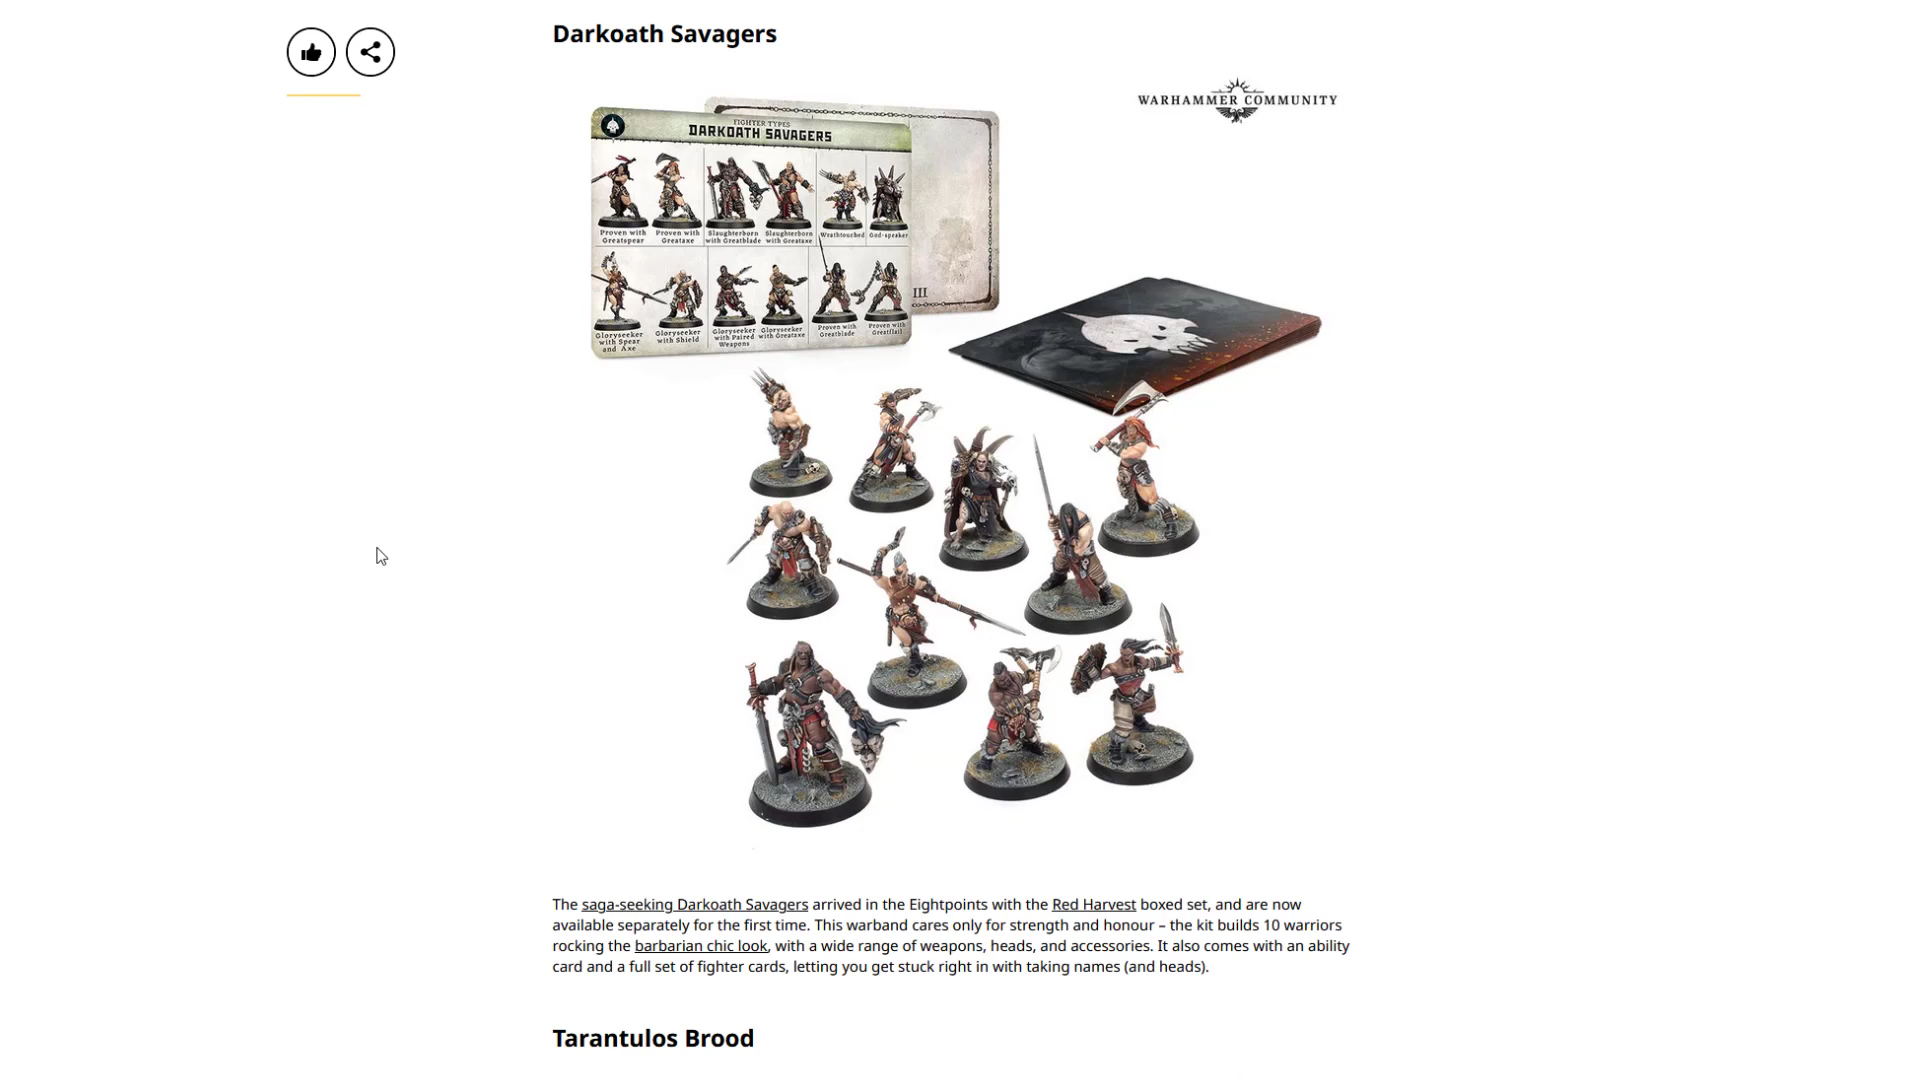 Darkoath Savagers
WARHAMMER COMMUNITY
FIGHTER TYPES
DARKOATH SAVAGERS
Proven with Greatspear
Proven with Greataxe
Slaughterborn with Greatblade
Slaughterborn with Greataxe
Wrathtouched
God-speaker
Gloryseeker with Spear and Axe
Gloryseeker with Shield
Gloryseeker with Paired Weapons
Gloryseeker with Greataxe
Proven with Greatblade
Proven with Greatflail
III
The saga-seeking Darkoath Savagers arrived in the Eightpoints with the Red Harvest boxed set, and are now
available separately for the first time. This warband cares only for strength and honour – the kit builds 10 warriors
rocking the barbarian chic look, with a wide range of weapons, heads, and accessories. It also comes with an ability
card and a full set of fighter cards, letting you get stuck right in with taking names (and heads).
Tarantulos Brood